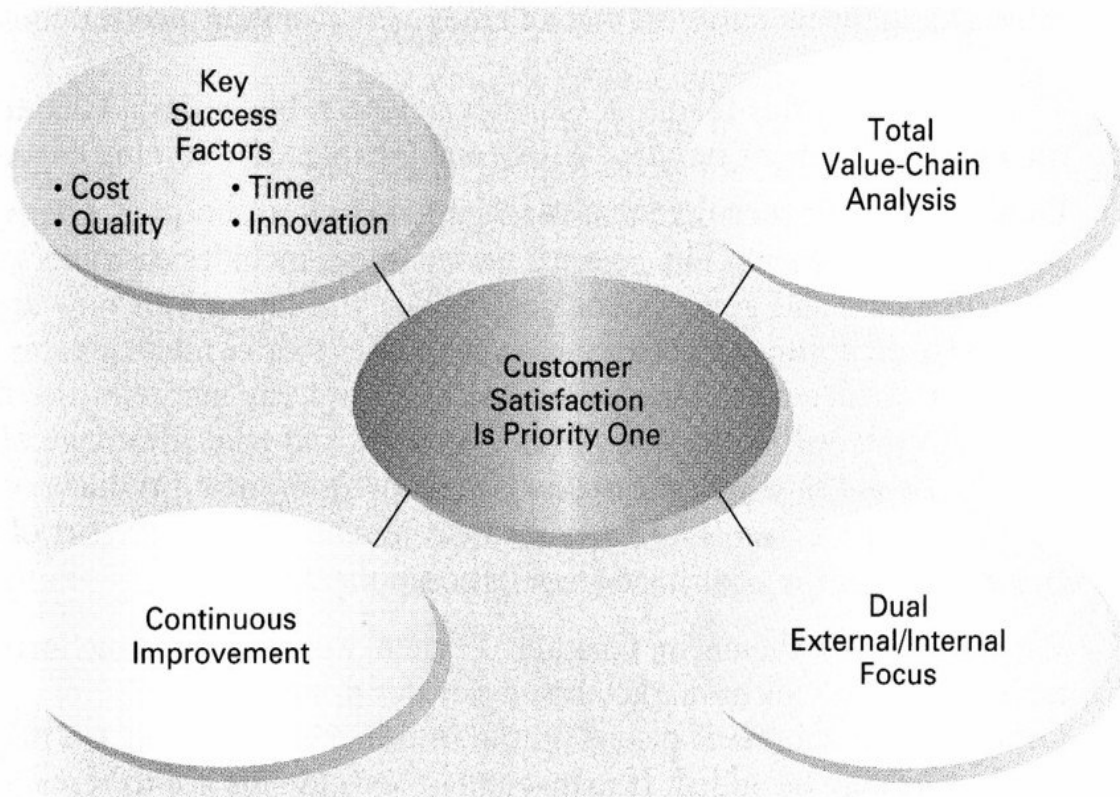 Key
Success
Factors
• Cost • Time
• Quality • Innovation
Total
Value-Chain
Analysis
Customer
Satisfaction
Is Priority One
Continuous
Improvement
Dual
External/Internal
Focus